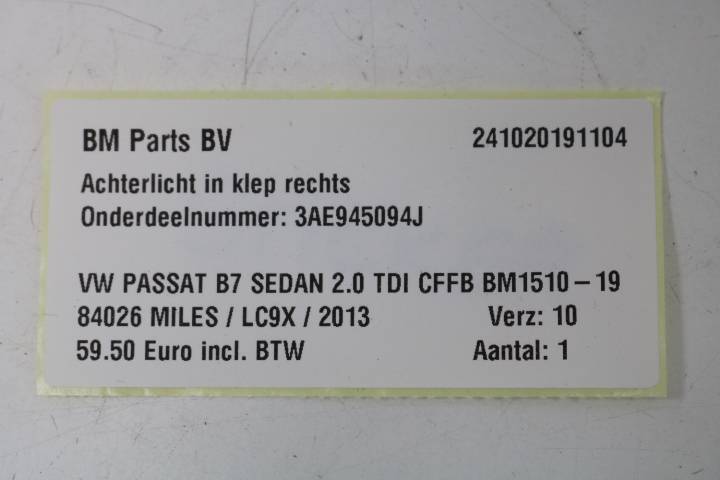 BM Parts BV 241020191104
Achterlicht in klep rechts
Onderdeelnummer: 3AE945094J
VW PASSAT B7 SEDAN 2.0 TDI CFFB BM1510-19
84026 MILES / LC9X / 2013 Verz: 10
59.50 Euro incl. BTW Aantal: 1